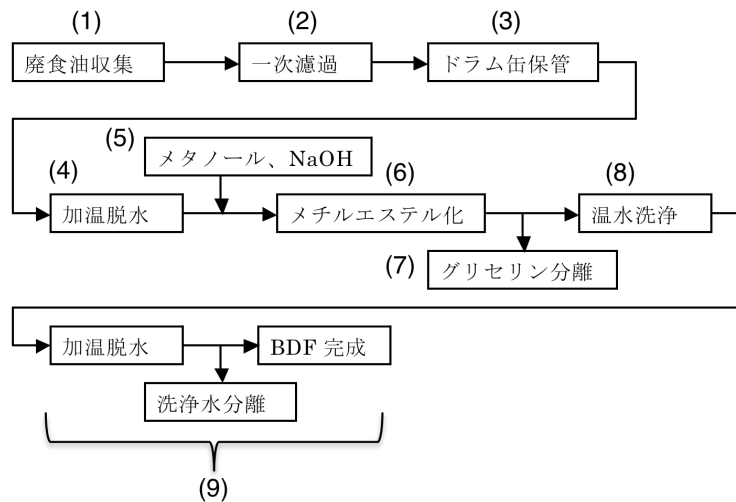 (1)
廃食油収集
(2)
一次濾過
(3)
ドラム缶保管
(4)
加温脱水
(5)
メタノール、NaOH
(6)
メチルエステル化
(7)
グリセリン分離
(8)
温水洗浄
加温脱水
BDF 完成
洗浄水分離
(9)